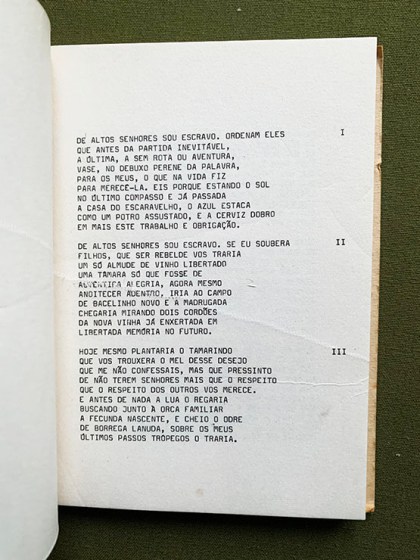 DE ALTOS SENHORES SOU ESCRAVO. ORDENAM ELES I
QUE ANTES DA PARTIDA INEVITÁVEL,
A ÚLTIMA, A SEM ROTA OU AVENTURA,
VASE, NO DEBUXO PERENE DA PALAVRA,
PARA OS MEUS, O QUE NA VIDA FIZ
PARA MERECÊ-LA. EIS PORQUE ESTANDO O SOL
NO ÚLTIMO COMPASSO E JÁ PASSADA
A CASA DO ESCARAVELHO, O AZUL ESTACA
COMO UM POTRO ASSUSTADO, E A CERVIZ DOBRO
EM MAIS ESTE TRABALHO E OBRIGAÇÃO.
DE ALTOS SENHORES SOU ESCRAVO. SE EU SOUBERA II
FILHOS, QUE SER REBELDE VOS TRARIA
UM SÓ ALMUDE DE VINHO LIBERTADO
UMA TÂMARA SÓ QUE FOSSE DE
AUTÊNTICA ALEGRIA, AGORA MESMO
ANOITECER ADENTRO, IRIA AO CAMPO
DE BACELINHO NOVO E À MADRUGADA
CHEGARIA MIRANDO DOIS CORDÕES
DA NOVA VINHA JÁ ENXERTADA EM
LIBERTADA MEMÓRIA NO FUTURO.
HOJE MESMO PLANTARIA O TAMARINDO III
QUE VOS TROUXERA O MEL DESSE DESEJO
QUE ME NÃO CONFESSAIS, MAS QUE PRESSINTO
DE NÃO TEREM SENHORES MAIS QUE O RESPEITO
QUE O RESPEITO DOS OUTROS VOS MERECE.
E ANTES DE NADA A LUA O REGARIA
BUSCANDO JUNTO À ORCA FAMILIAR
A FECUNDA NASCENTE, E CHEIO O ODRE
DE BORREGA LANUDA, SOBRE OS MEUS
ÚLTIMOS PASSOS TRÔPEGOS O TRARIA.